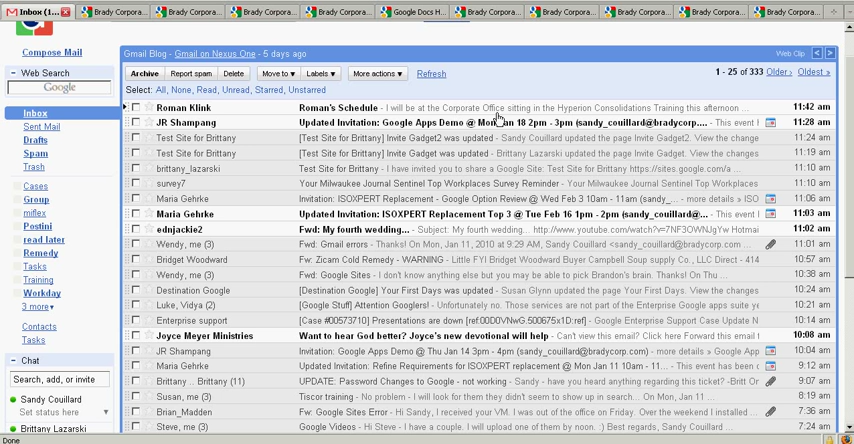 Inbox (1...
Brady Corpora...
Brady Corpora...
Brady Corpora...
Google Docs H...
Brady Corpora...
Brady Corpora...
Brady Corpora...
Brady Corpora...
Brady Corpora...
Compose Mail
Gmail Blog - Gmail on Nexus One - 5 days ago
Web Clip < >
Web Search
Google
Archive Report spam Delete Move to Labels More actions Refresh
1 - 25 of 333 Older › Oldest »
Select: All, None, Read, Unread, Starred, Unstarred
Inbox
Sent Mail
Drafts
Spam
Trash
Cases
Group
miflex
Postini
read later
Remedy
Tasks
Training
Workday
3 more
Contacts
Tasks
Chat
Search, add, or invite
Sandy Couillard
Set status here
Brittany Lazarski
Roman Klink Roman's Schedule - I will be at the Corporate Office sitting in the Hyperion Consolidations Training this afternoon ... 11:42 am
JR Shampang Updated Invitation: Google Apps Demo @ Mon Jan 18 2pm - 3pm (sandy_couillard@bradycorp.... - This event h 11:28 am
Test Site for Brittany [Test Site for Brittany] Invite Gadget2 was updated - Sandy Couillard updated the page Invite Gadget2. View the changes 11:24 am
Test Site for Brittany [Test Site for Brittany] Invite Gadget was updated - Brittany Lazarski updated the page Invite Gadget. View the changes 11:19 am
brittany_lazarski - I have invited you to share a Google Site: Test Site for Brittany https://sites.google.com/a 11:10 am
survey7 Your Milwaukee Journal Sentinel Top Workplaces Survey Reminder - Your Milwaukee Journal Sentinel Top Workplaces 11:10 am
Maria Gehrke Invitation: ISOXPERT Replacement - Google Option Review @ Wed Feb 3 10am - 11am (sandy_... - more details » ISO 11:06 am
Maria Gehrke Updated Invitation: ISOXPERT Replacement Top 3 @ Tue Feb 16 1pm - 2pm (sandy_couillard@... - This event h 11:03 am
ednjackie2 Fwd: My fourth wedding... - Subject: My fourth wedding... http://www.youtube.com/watch?v=7NF3OWNJgYw Hotmai 11:02 am
Wendy, me (3) Fwd: Gmail errors - Thanks! On Mon, Jan 11, 2010 at 9:29 AM, Sandy Couillard <sandy_couillard@bradycorp.com ... 11:01 am
Bridget Woodward Fw: Zicam Cold Remedy - WARNING - Little FYI Bridget Woodward Buyer Campbell Soup supply Co., LLC Direct - 414 10:57 am
Wendy, me (3) Fwd: Google Sites - I don't know anything else but you may be able to pick Brandon's brain. Thanks! On Thu ... 10:38 am
Destination Google [Destination Google] Your First Days was updated - Susan Glynn updated the page Your First Days. View the changes 10:24 am
Luke, Vidya (2) [Google Stuff] Attention Googlers! - Unfortunately no. Those services are not part of the Enterprise Google apps suite ye 10:21 am
Enterprise support [Case #00573710] Presentations are down [ref:00D0VNwG.500675x1D:ref] - Google Enterprise Support Case Update N 10:14 am
Joyce Meyer Ministries Want to hear God better? Joyce's new devotional will help - Can't view this email? Click here Forward this email t 10:08 am
JR Shampang Invitation: Google Apps Demo @ Thu Jan 14 3pm - 4pm (sandy_couillard@bradycorp.com) - more details » Google Ap 10:04 am
Maria Gehrke Updated Invitation: Refine Requirements for ISOXPERT replacement @ Mon Jan 11 10am - 11... - This event has been c 9:12 am
Brittany .. Brittany (11) UPDATE: Password Changes to Google - not working - Sandy - have you heard anything regarding this ticket? -Britt Or 9:07 am
Susan, me (3) Tiscor training - No problem - I will look for them they didn't seem to show up in search... On Mon, Jan 11, 8:19 am
Brian_Madden Fw: Google Sites Error - Hi Sandy, I received your VM. I was out of the office on Friday. Over the weekend I installed ... 7:36 am
Steve, me (3) Google Videos - Hi Steve - I have a couple. I will upload one of them by noon. :) Best regards, Sandy Couillard 7:24 am
Done